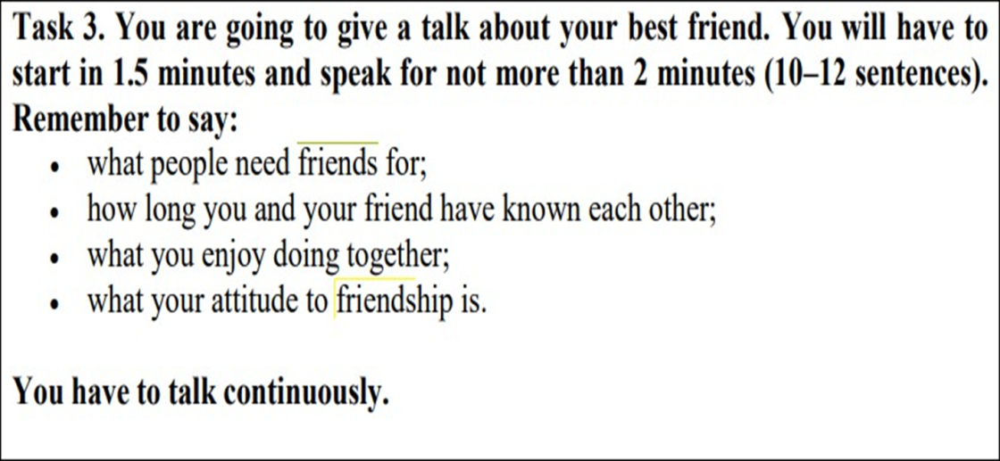 Task 3. You are going to give a talk about your best friend. You will have to
start in 1.5 minutes and speak for not more than 2 minutes (10–12 sentences).
Remember to say:
• what people need friends for;
• how long you and your friend have known each other;
• what you enjoy doing together;
• what your attitude to friendship is.
You have to talk continuously.